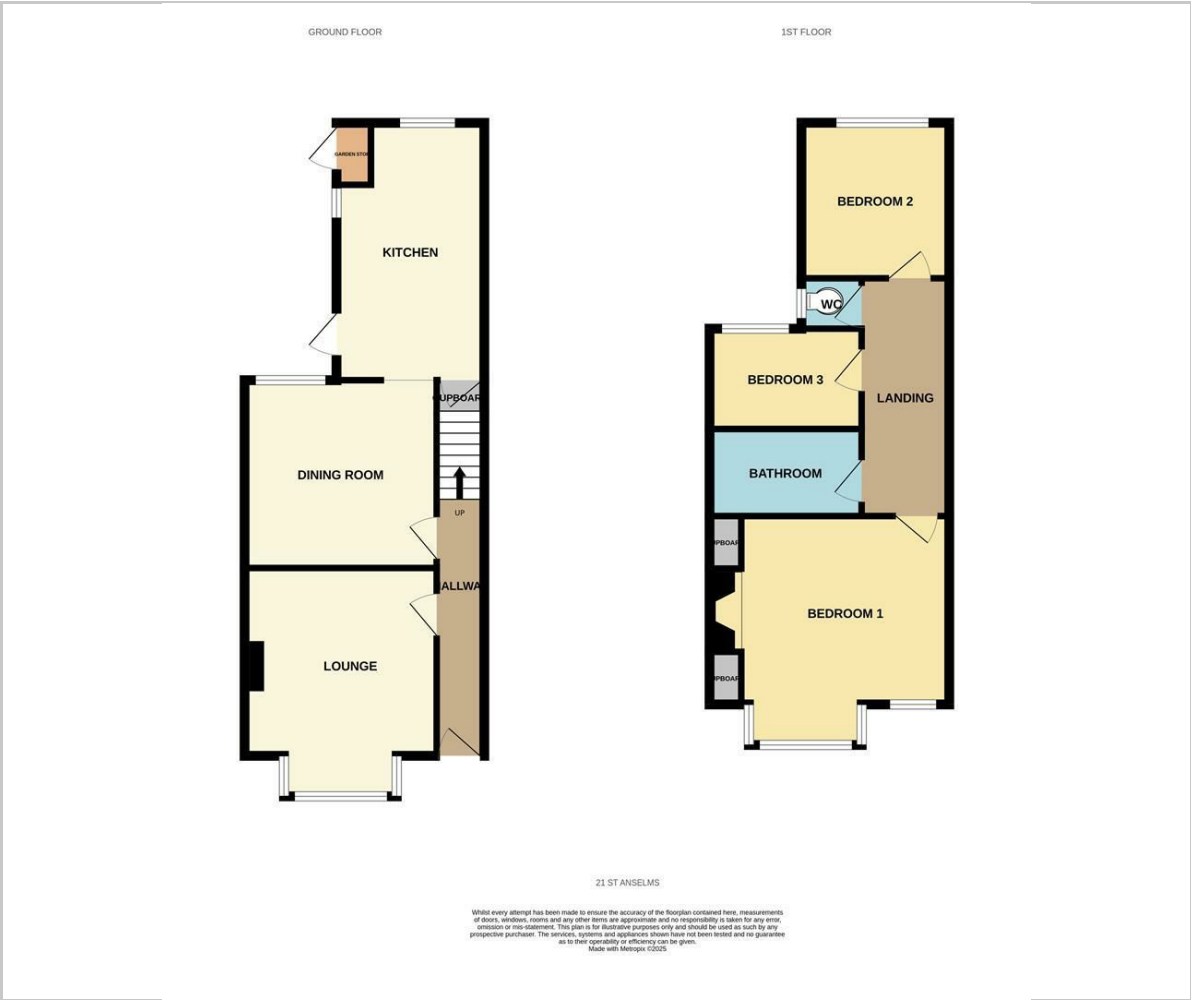 GROUND FLOOR
1ST FLOOR
GARDEN STO
KITCHEN
UPBOAR
DINING ROOM
UP
ALLWA
LOUNGE
BEDROOM 2
WC
BEDROOM 3
LANDING
BATHROOM
UPBOAR
BEDROOM 1
UPBOAR
21 ST ANSELMS
Whilst every attempt has been made to ensure the accuracy of the floorplan contained here, measurements
of doors, windows, rooms and any other items are approximate and no responsibility is taken for any error,
omission or mis-statement. This plan is for illustrative purposes only and should be used as such by any
prospective purchaser. The services, systems and appliances shown have not been tested and no guarantee
as to their operability or efficiency can be given.
Made with Metropix ©2025